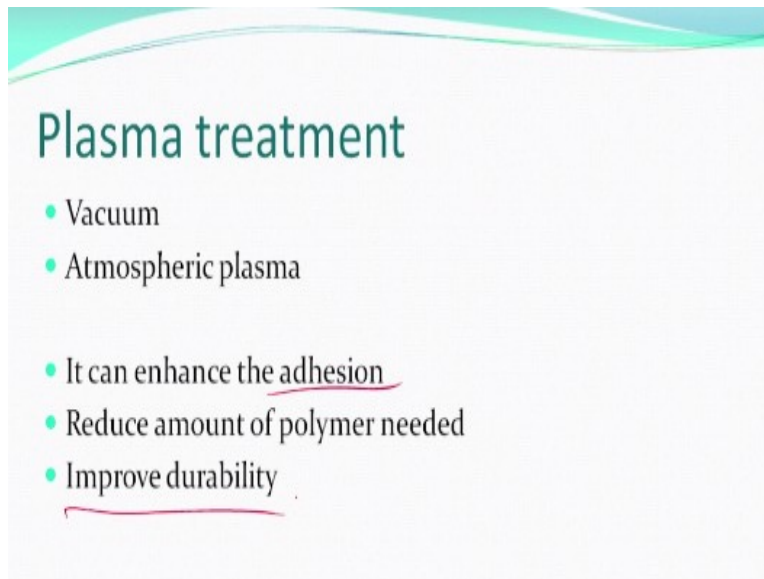 Plasma treatment
Vacuum
Atmospheric plasma
It can enhance the adhesion
Reduce amount of polymer needed
Improve durability